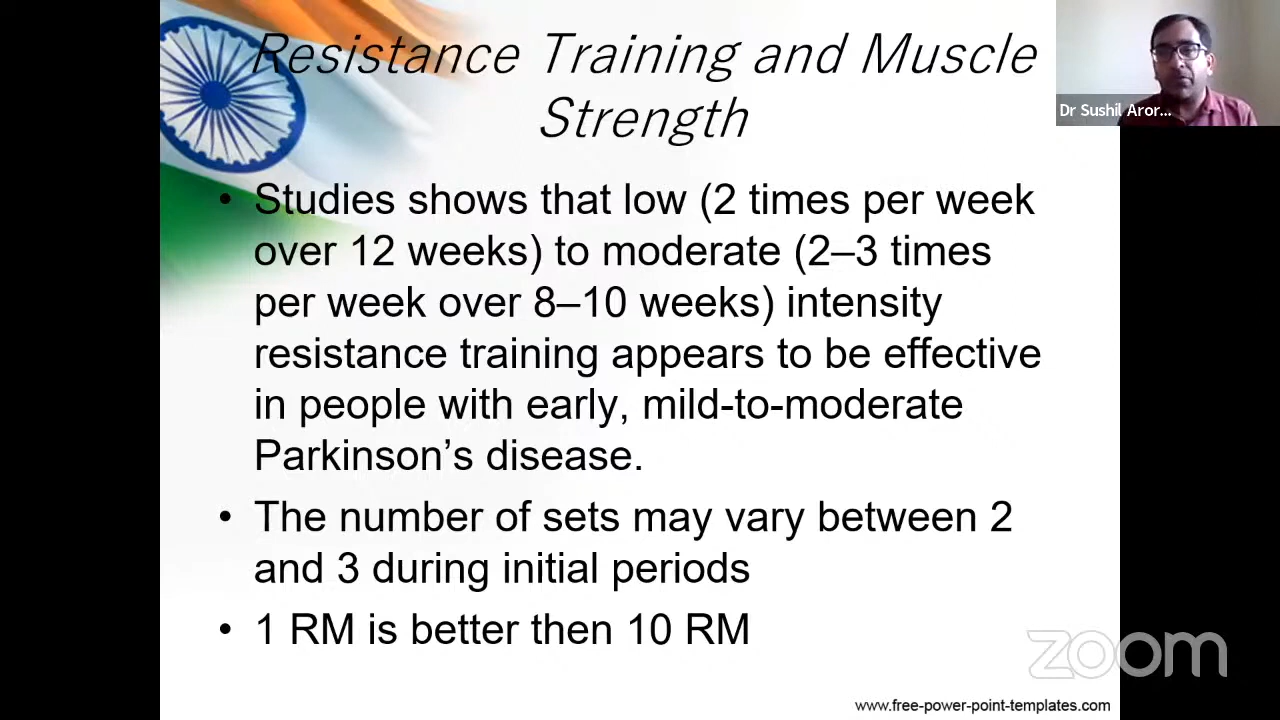 Resistance Training and Muscle
Strength
Dr Sushil Aror...
• Studies shows that low (2 times per week
over 12 weeks) to moderate (2–3 times
per week over 8–10 weeks) intensity
resistance training appears to be effective
in people with early, mild-to-moderate
Parkinson’s disease.
• The number of sets may vary between 2
and 3 during initial periods
• 1 RM is better then 10 RM
zoom
www.free-power-point-templates.com